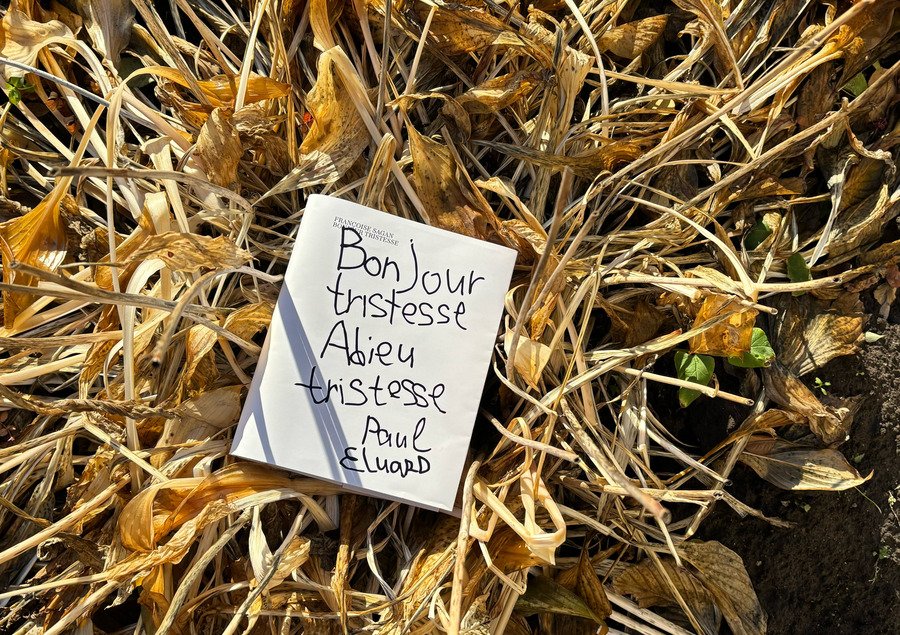 FRANÇOISE SAGAN
BONJOUR TRISTESSE
Bonjour
tristesse
Adieu
tristesse
Paul
ELUARD